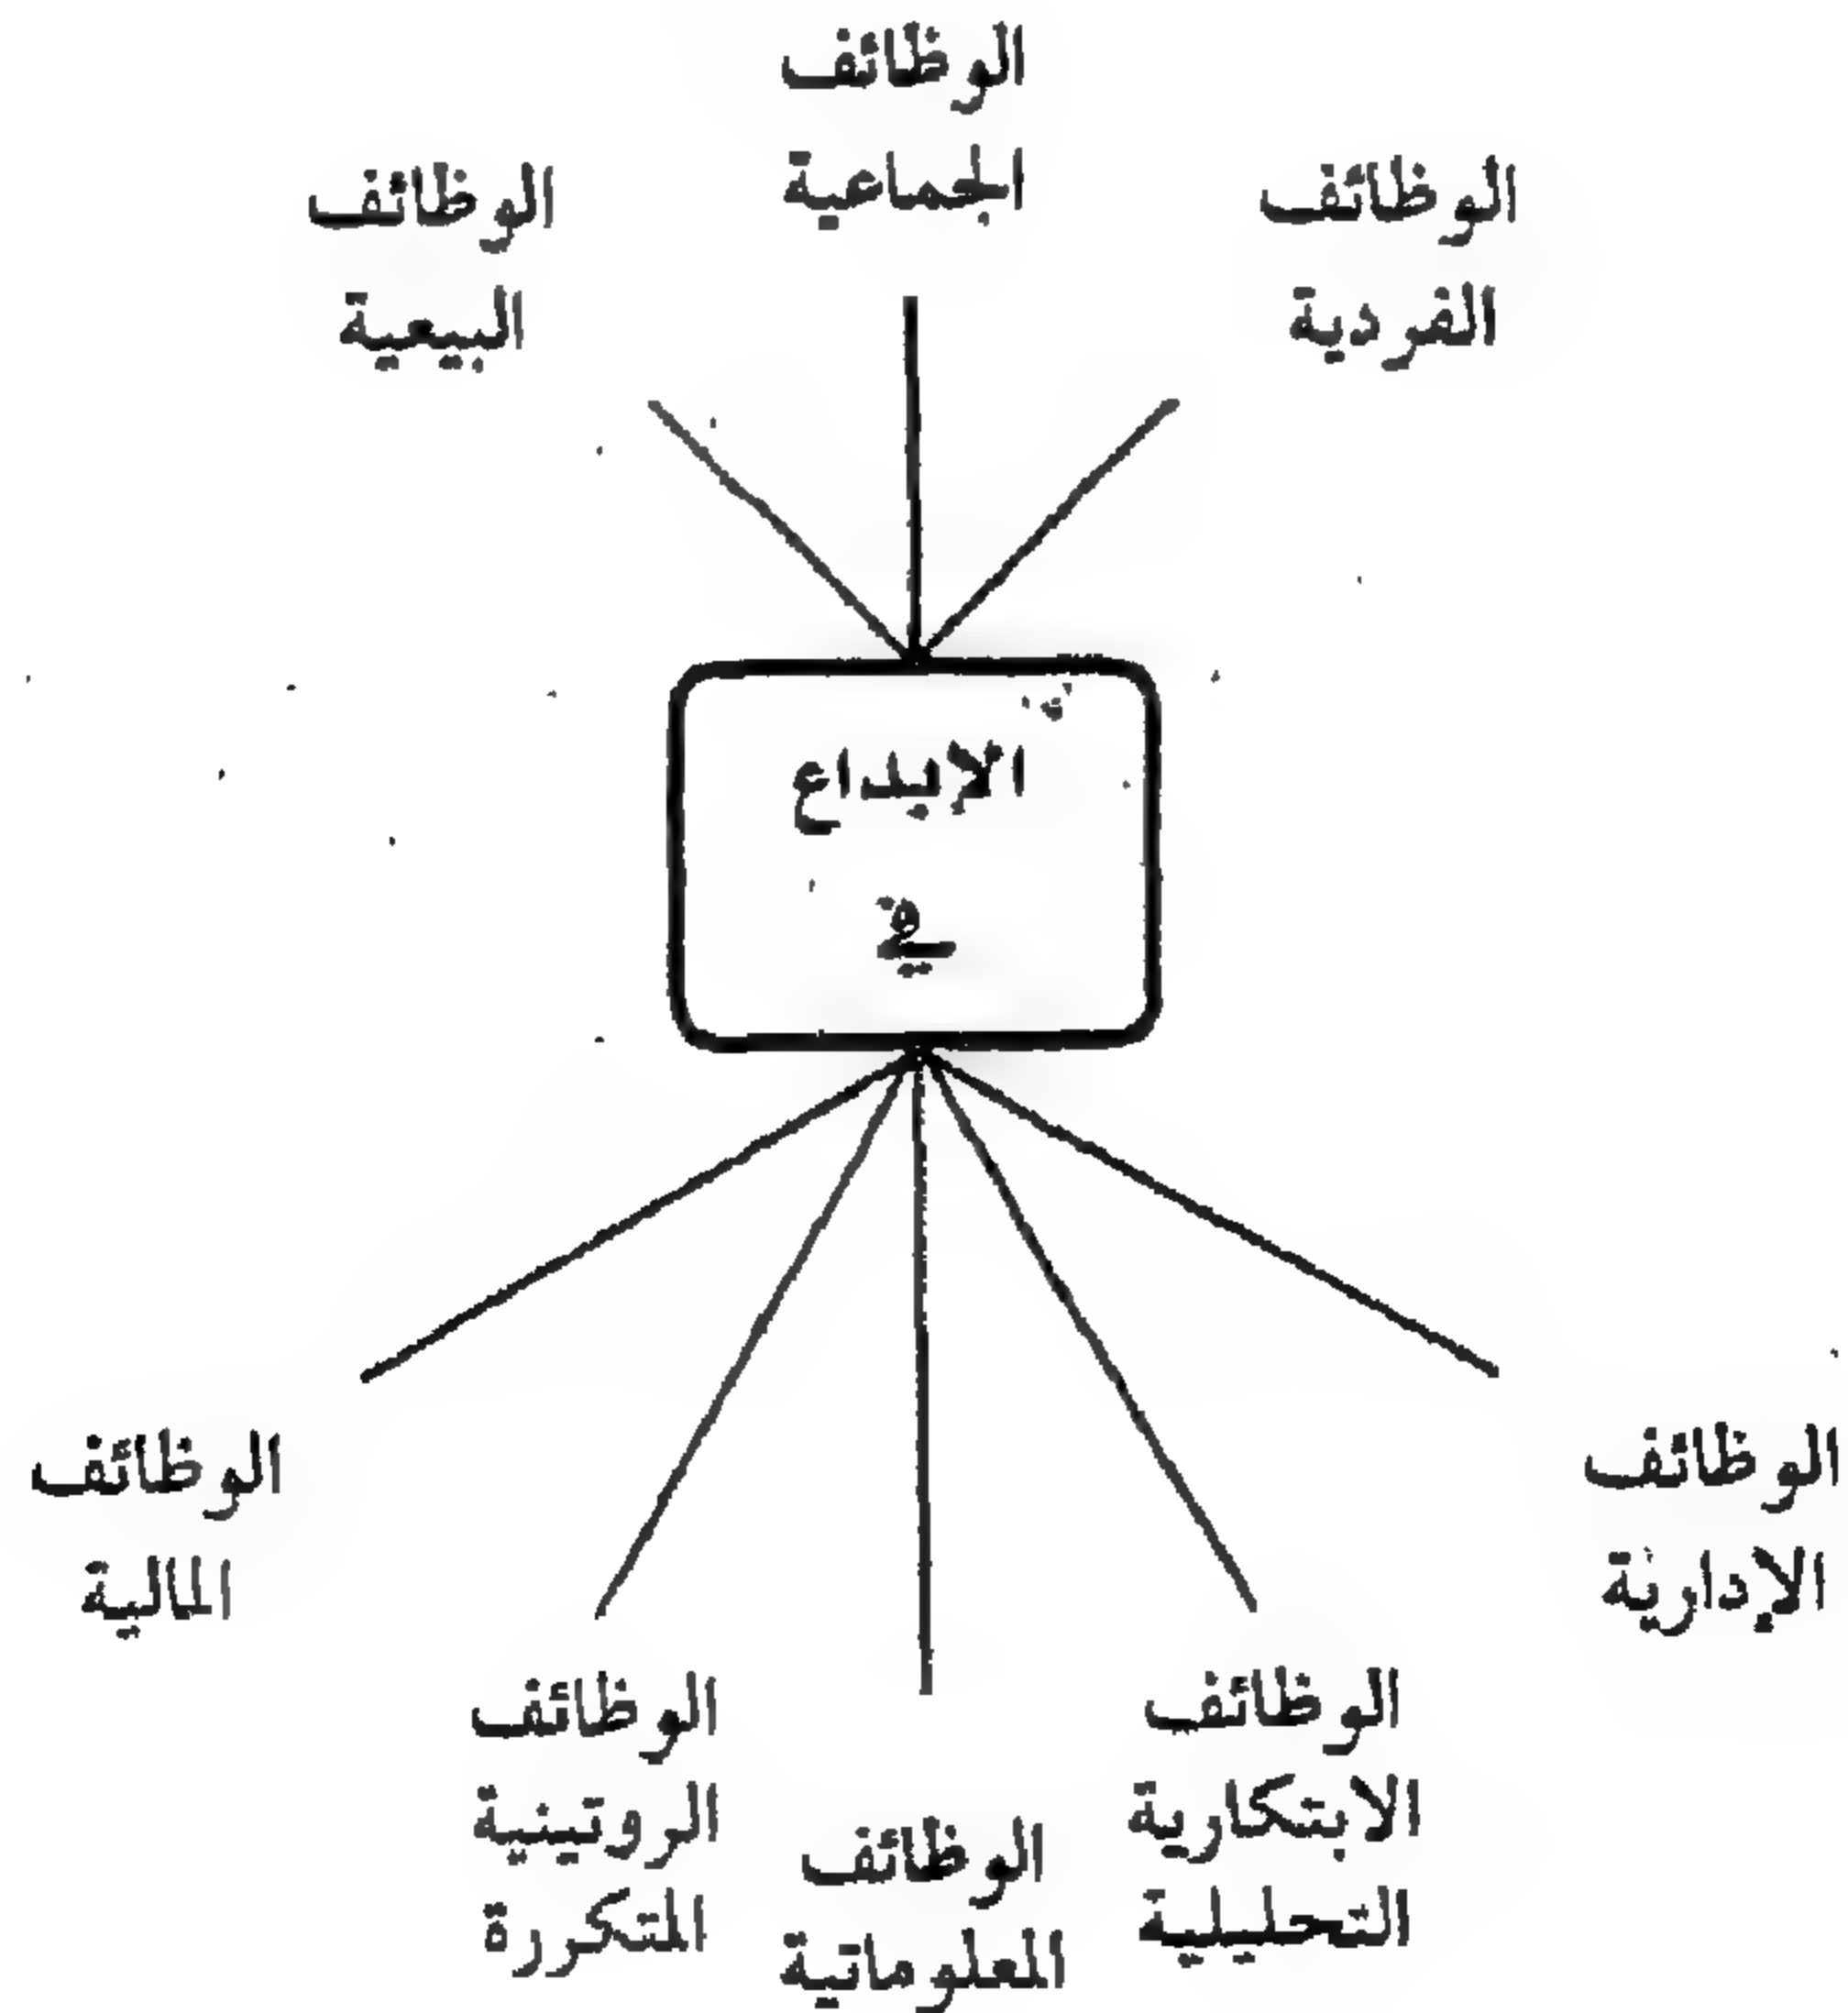 الوظائف
الجماعية
الوظائف
الفردية
الوظائف
البيعية
الإبداع
في
الوظائف
الإدارية
الوظائف
المالية
الوظائف
الابتكارية
التحليلية
الوظائف
الروتينية
المتكررة
الوظائف
المعلوماتية